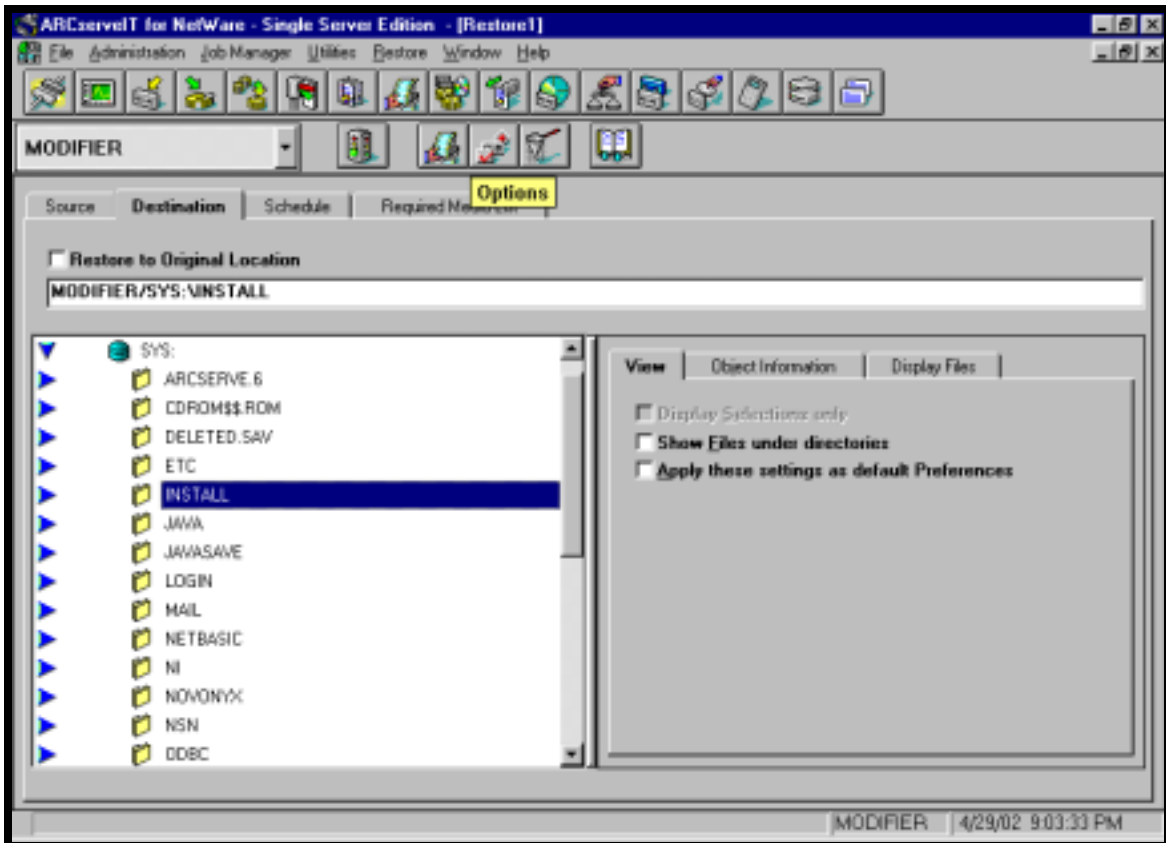 ARCserveIT for NetWare - Single Server Edition - [Restore1]
File Administration Job Manager Utilities Restore Window Help
MODIFIER
Options
Source Destination Schedule Required
Restore to Original Location
MODIFIER/SYS:\INSTALL
SYS:
ARCSERVE.6
CDROM$$.ROM
DELETED.SAV
ETC
INSTALL
JAVA
JAVASAVE
LOGIN
MAIL
NETBASIC
NI
NOVONYX
NSN
ODBC
View Object Information Display Files
Display Selections only
Show Files under directories
Apply these settings as default Preferences
MODIFIER 4/29/02 9:03:33 PM